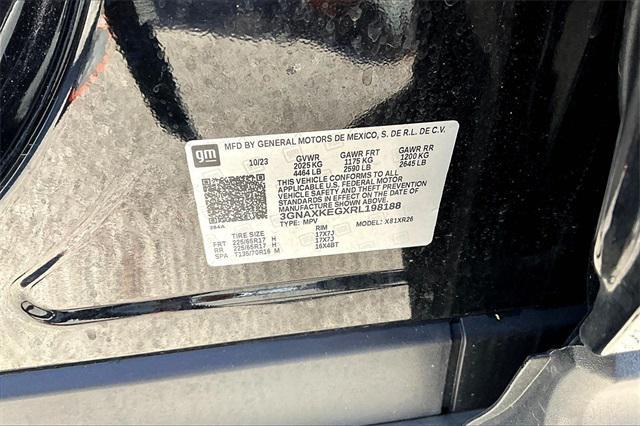 gm
MFD BY GENERAL MOTORS DE MEXICO, S. DE R.L. DE C.V.
10/23 GVWR GAWR FRT GAWR RR
2025 KG 1175 KG 1200 KG
4464 LB 2590 LB 2645 LB
THIS VEHICLE CONFORMS TO ALL
APPLICABLE U.S. FEDERAL MOTOR
VEHICLE SAFETY AND THEFT
PREVENTION STANDARDS IN EFFECT ON
THE DATE OF MANUFACTURE SHOWN ABOVE.
3GNAXKEGXRL198188
TYPE: MPV MODEL: X81XR26
TIRE SIZE RIM
FRT 225/65R17 H 17X7J
RR 225/65R17 H 17X7J
SPA T135/70R16 M 16X4BT